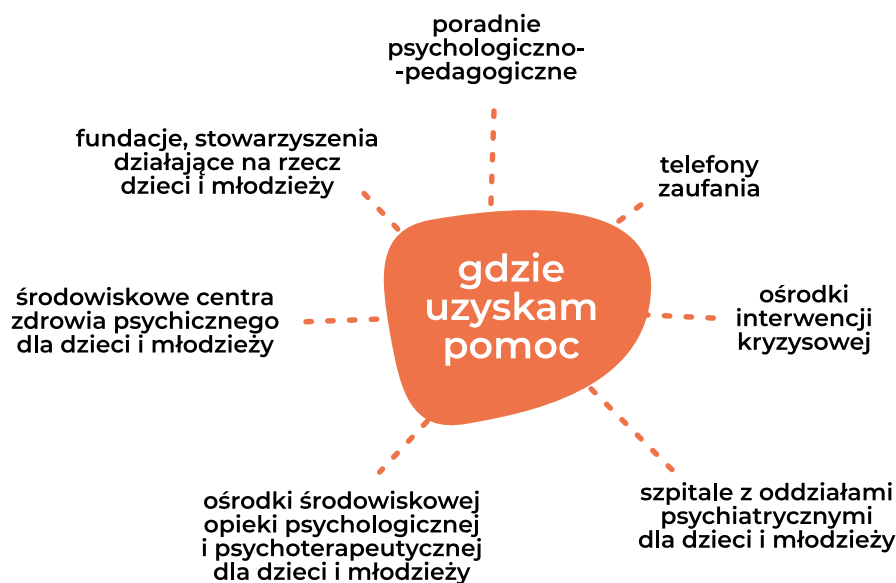 poradnie
psychologiczno-
-pedagogiczne
fundacje, stowarzyszenia
działające na rzecz
dzieci i młodzieży
telefony
zaufania
gdzie
uzyskam
pomoc
środowiskowe centra
zdrowia psychicznego
dla dzieci i młodzieży
ośrodki
interwencji
kryzysowej
ośrodki środowiskowej
opieki psychologicznej
i psychoterapeutycznej
dla dzieci i młodzieży
szpitale z oddziałami
psychiatrycznymi
dla dzieci i młodzieży